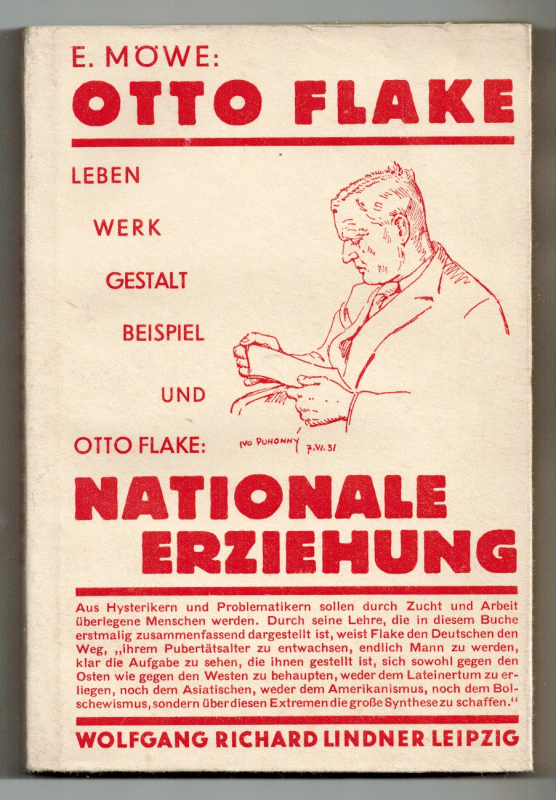 E. MÖWE:
OTTO FLAKE
LEBEN
WERK
GESTALT
BEISPIEL
UND
IVO PUHONNY
7.VI.31
OTTO FLAKE:
NATIONALE
ERZIEHUNG
Aus Hysterikern und Problematikern sollen durch Zucht und Arbeit
überlegene Menschen werden. Durch seine Lehre, die in diesem Buche
erstmalig zusammenfassend dargestellt ist, weist Flake den Deutschen den
Weg, „ihrem Pubertätsalter zu entwachsen, endlich Mann zu werden,
klar die Aufgabe zu sehen, die ihnen gestellt ist, sich sowohl gegen den
Osten wie gegen den Westen zu behaupten, weder dem Lateinertum zu er-
liegen, noch dem Asiatischen, weder dem Amerikanismus, noch dem Bol-
schewismus, sondern über diesen Extremen die große Synthese zu schaffen."
WOLFGANG RICHARD LINDNER LEIPZIG